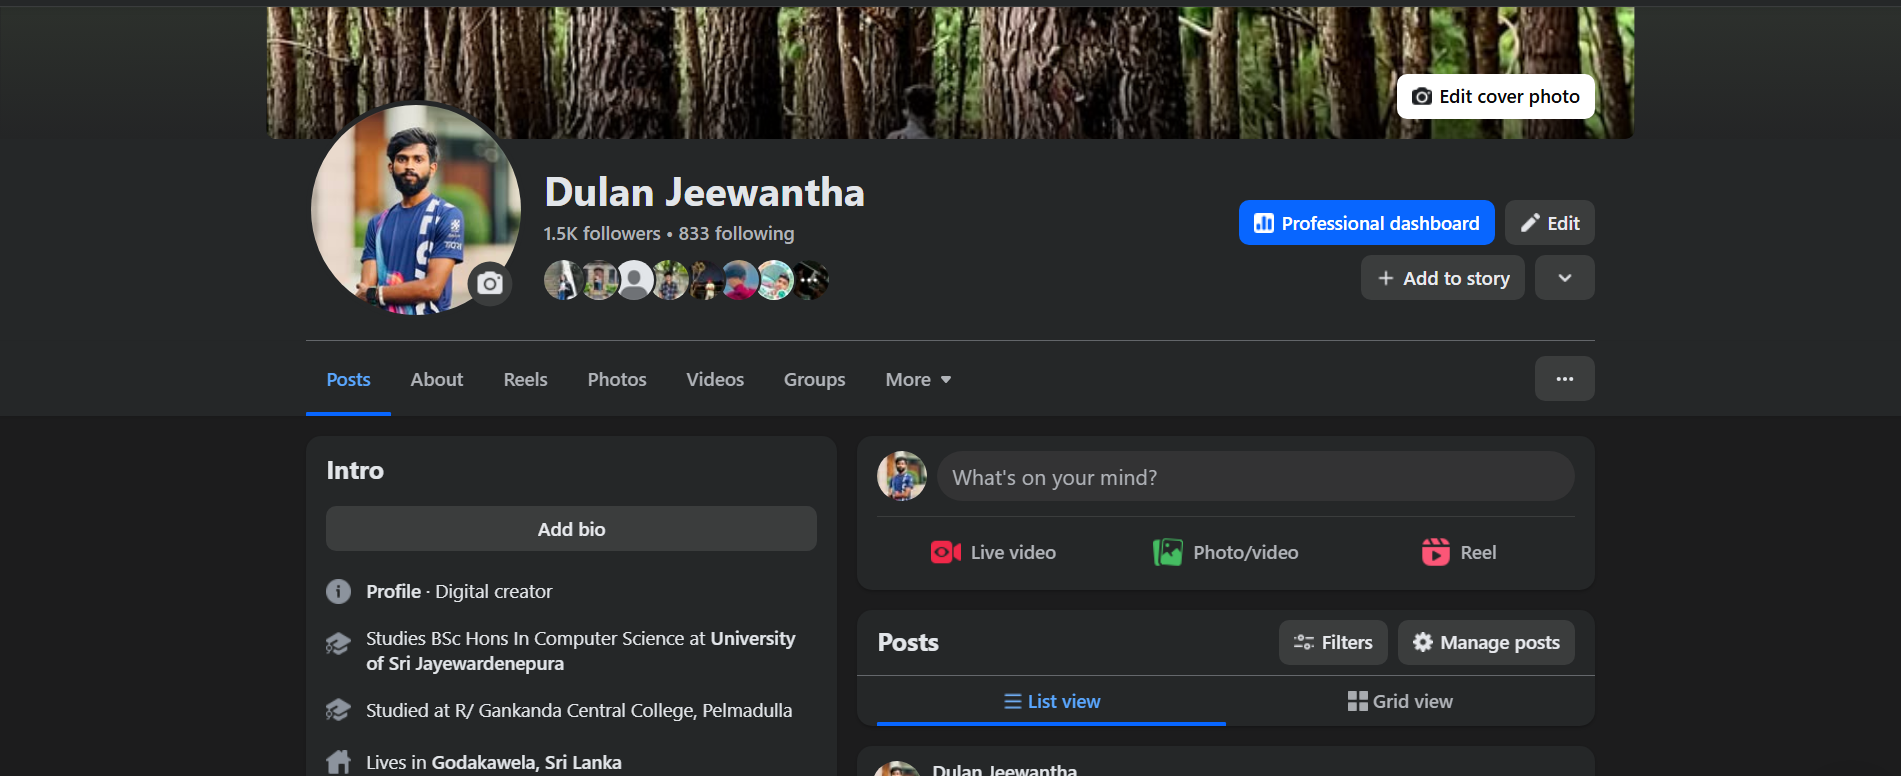 Edit cover photo
Dulan Jeewantha
1.5K followers • 833 following
Professional dashboard
Edit
+ Add to story
Posts
About
Reels
Photos
Videos
Groups
More
Intro
Add bio
Profile · Digital creator
Studies BSc Hons In Computer Science at University
of Sri Jayewardenepura
Studied at R/ Gankanda Central College, Pelmadulla
Lives in Godakawela, Sri Lanka
What's on your mind?
Live video
Photo/video
Reel
Posts
Filters
Manage posts
List view
Grid view
Dulan Jeewantha